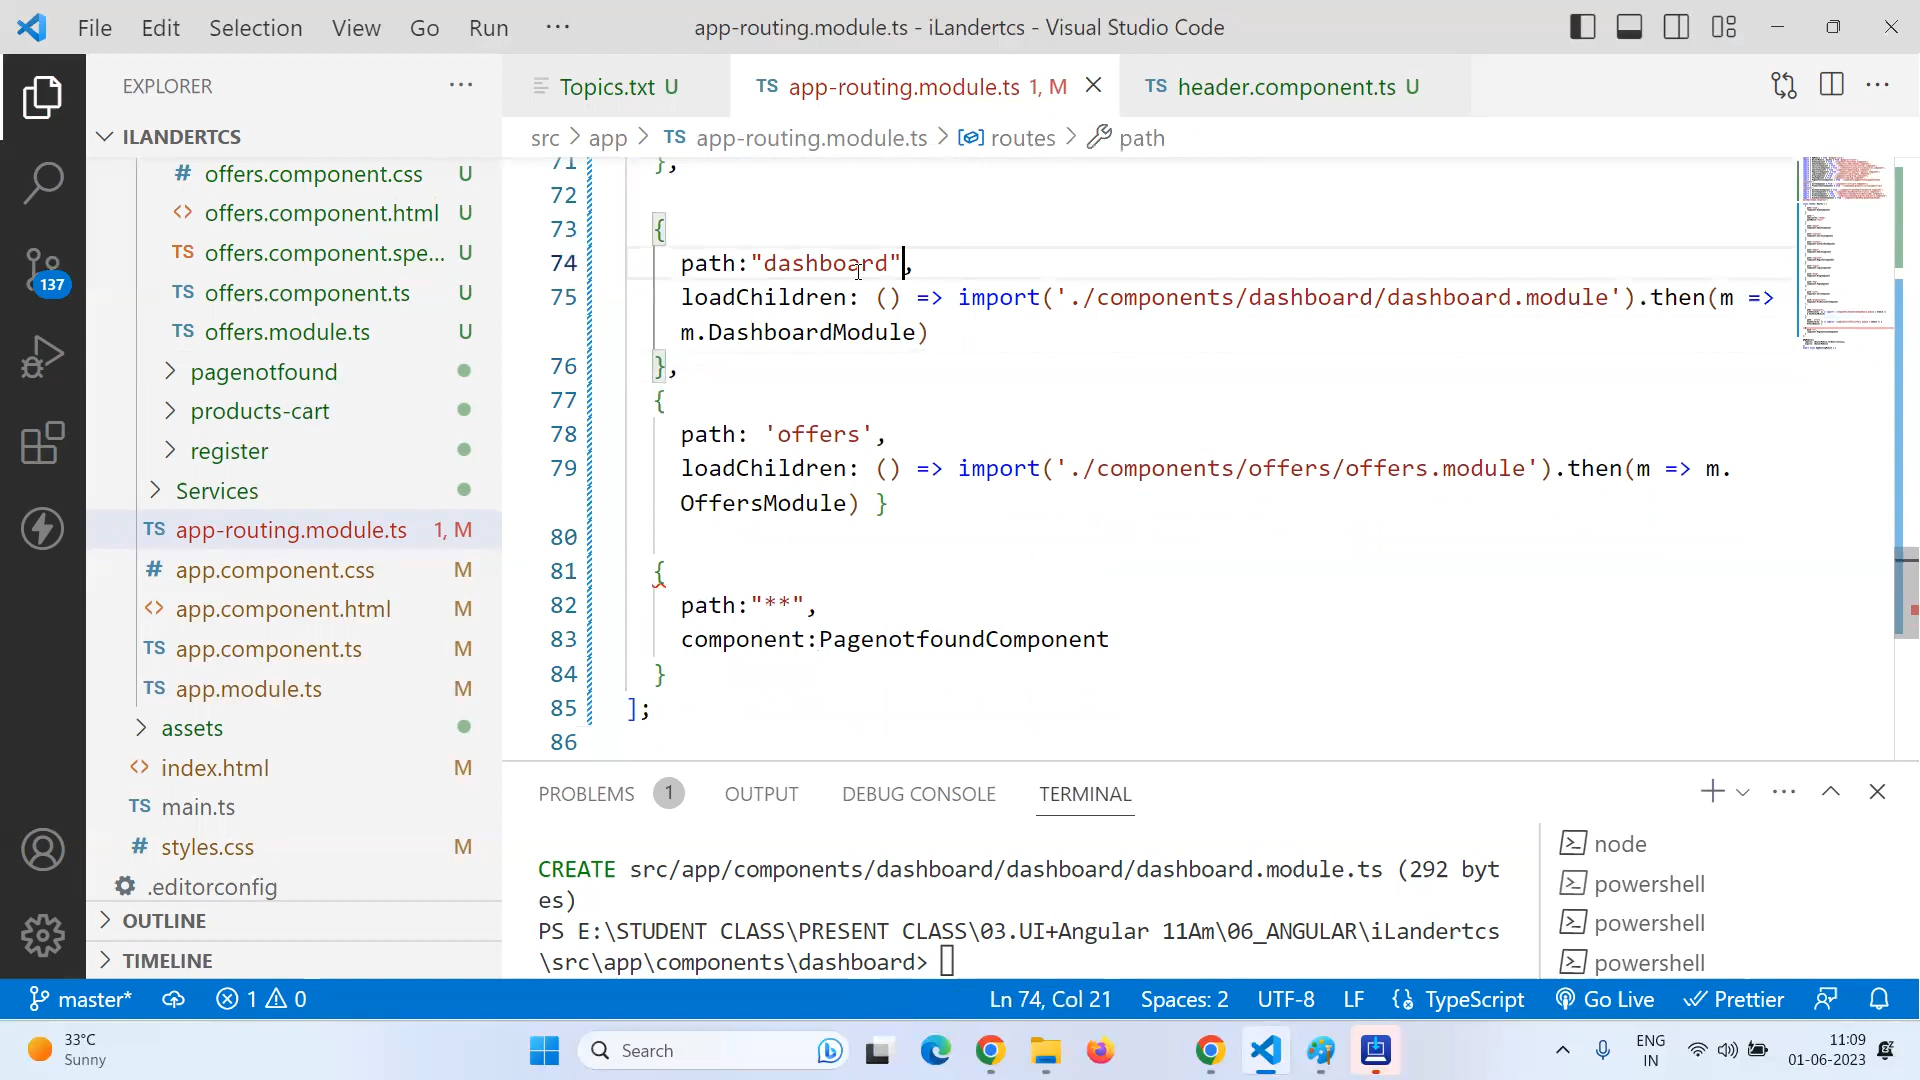 File Edit Selection View Go Run ··· app-routing.module.ts - iLandertcs - Visual Studio Code
EXPLORER ···
Topics.txt U
TS app-routing.module.ts 1, M
TS header.component.ts U
src > app > TS app-routing.module.ts > routes > path
ILANDERTCS
# offers.component.css U
<> offers.component.html U
TS offers.component.spe... U
TS offers.component.ts U
TS offers.module.ts U
pagenotfound
products-cart
register
Services
TS app-routing.module.ts 1, M
# app.component.css M
<> app.component.html M
TS app.component.ts M
TS app.module.ts M
assets
<> index.html M
TS main.ts
# styles.css M
.editorconfig
OUTLINE
TIMELINE
137
71 },
72
73 {
74 path:"dashboard",
75 loadChildren: () => import('./components/dashboard/dashboard.module').then(m =>
m.DashboardModule)
76 },
77 {
78 path: 'offers',
79 loadChildren: () => import('./components/offers/offers.module').then(m => m.
OffersModule) }
80
81 {
82 path:"**",
83 component:PagenotfoundComponent
84 }
85 ];
86
PROBLEMS 1 OUTPUT DEBUG CONSOLE TERMINAL
CREATE src/app/components/dashboard/dashboard/dashboard.module.ts (292 byt
es)
PS E:\STUDENT CLASS\PRESENT CLASS\03.UI+Angular 11Am\06_ANGULAR\iLandertcs
\src\app\components\dashboard>
node
powershell
powershell
powershell
master* 1 0 Ln 74, Col 21 Spaces: 2 UTF-8 LF TypeScript Go Live Prettier
33°C
Sunny
Search
ENG
IN
11:09
01-06-2023